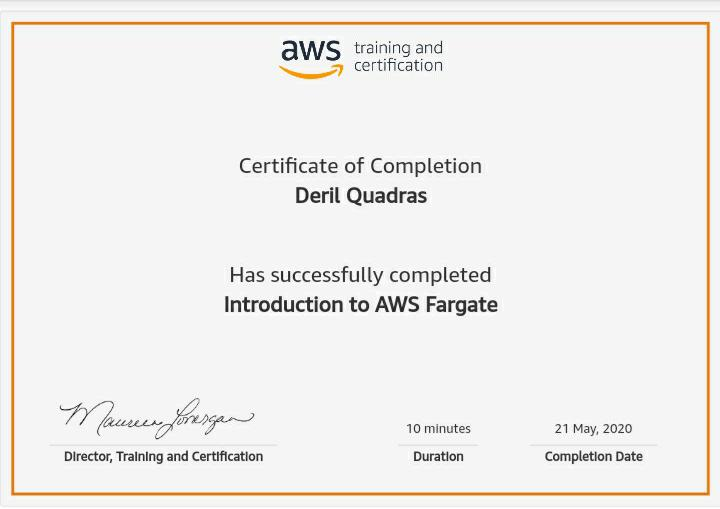 aws training and
certification
Certificate of Completion
Deril Quadras
Has successfully completed
Introduction to AWS Fargate
Maureen Lonergan
Director, Training and Certification
10 minutes
Duration
21 May, 2020
Completion Date